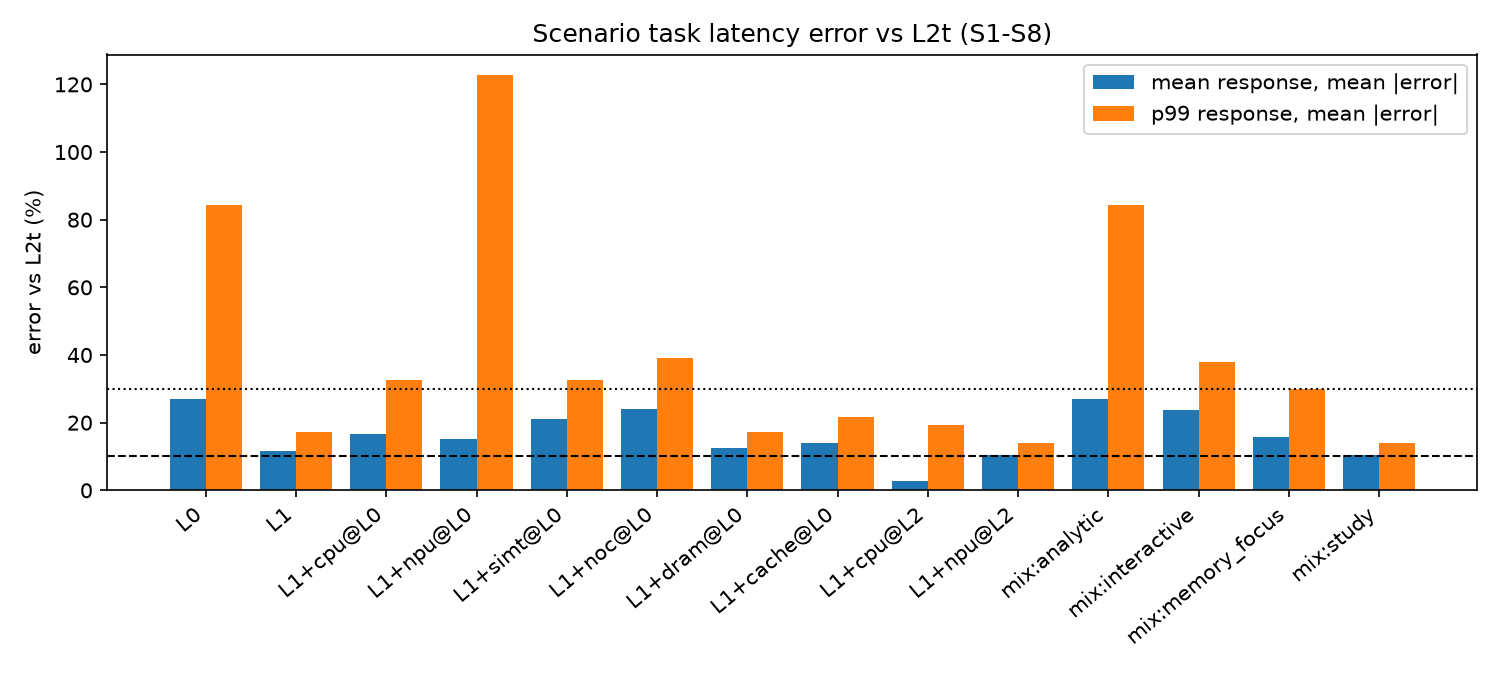 Scenario task latency error vs L2t (S1-S8)
mean response, mean |error|
p99 response, mean |error|
error vs L2t (%)
120
100
80
60
40
20
0
L0
L1
L1+cpu@L0
L1+npu@L0
L1+simt@L0
L1+noc@L0
L1+dram@L0
L1+cache@L0
L1+cpu@L2
L1+npu@L2
mix:analytic
mix:interactive
mix:memory_focus
mix:study